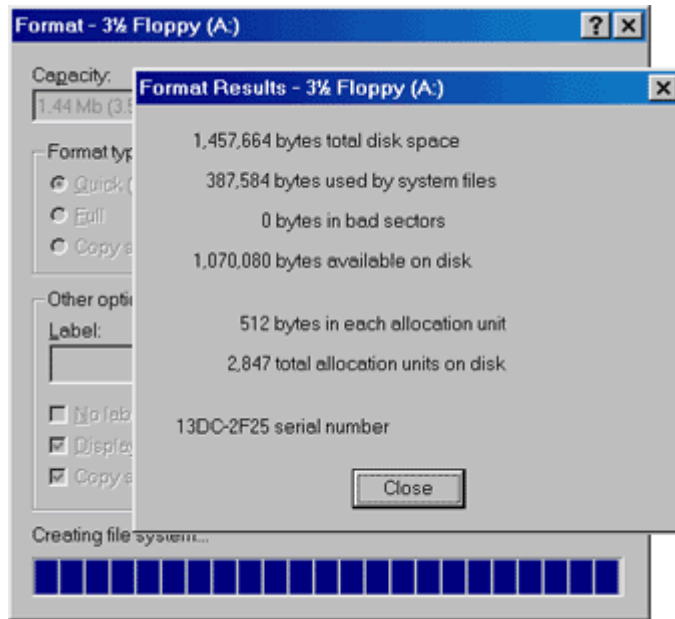 Format - 3½ Floppy (A:)
Capacity:
1.44 Mb (3.5
Format Results - 3½ Floppy (A:)
1,457,664 bytes total disk space
387,584 bytes used by system files
0 bytes in bad sectors
1,070,080 bytes available on disk
512 bytes in each allocation unit
2,847 total allocation units on disk
13DC-2F25 serial number
Close
Format typ
Quick (
Full
Copy s
Other optio
Label:
No lab
Display
Copy s
Creating file system...